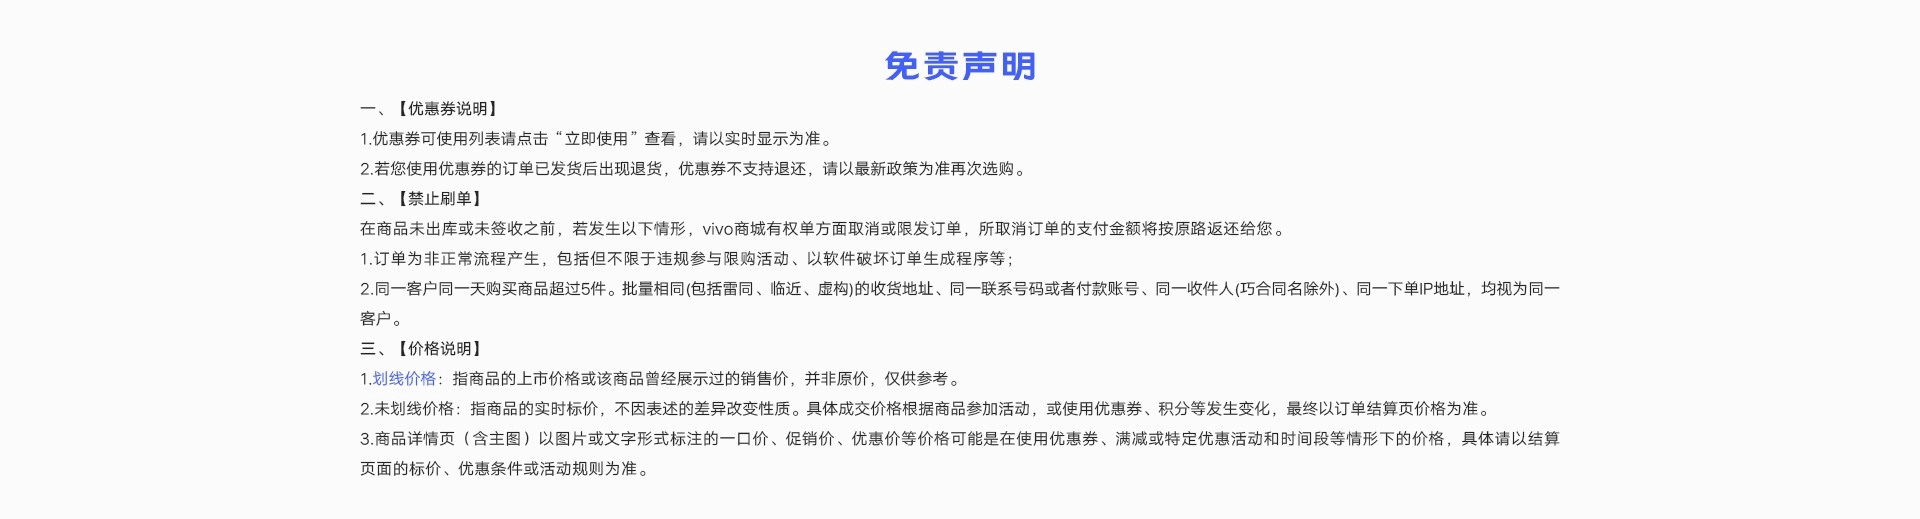 免责声明
一、【优惠券说明】
1.优惠券可使用列表请点击“立即使用”查看，请以实时显示为准。
2.若您使用优惠券的订单已发货后出现退货，优惠券不支持退还，请以最新政策为准再次选购。
二、【禁止刷单】
在商品未出库或未签收之前，若发生以下情形，vivo商城有权单方面取消或限发订单，所取消订单的支付金额将按原路返还给您。
1.订单为非正常流程产生，包括但不限于违规参与限购活动、以软件破坏订单生成程序等；
2.同一客户同一天购买商品超过5件。批量相同(包括雷同、临近、虚构)的收货地址、同一联系号码或者付款账号、同一收件人(巧合同名除外)、同一下单IP地址，均视为同一
客户。
三、【价格说明】
1.划线价格：指商品的上市价格或该商品曾经展示过的销售价，并非原价，仅供参考。
2.未划线价格：指商品的实时标价，不因表述的差异改变性质。具体成交价格根据商品参加活动，或使用优惠券、积分等发生变化，最终以订单结算页价格为准。
3.商品详情页（含主图）以图片或文字形式标注的一口价、促销价、优惠价等价格可能是在使用优惠券、满减或特定优惠活动和时间段等情形下的价格，具体请以结算
页面的标价、优惠条件或活动规则为准。